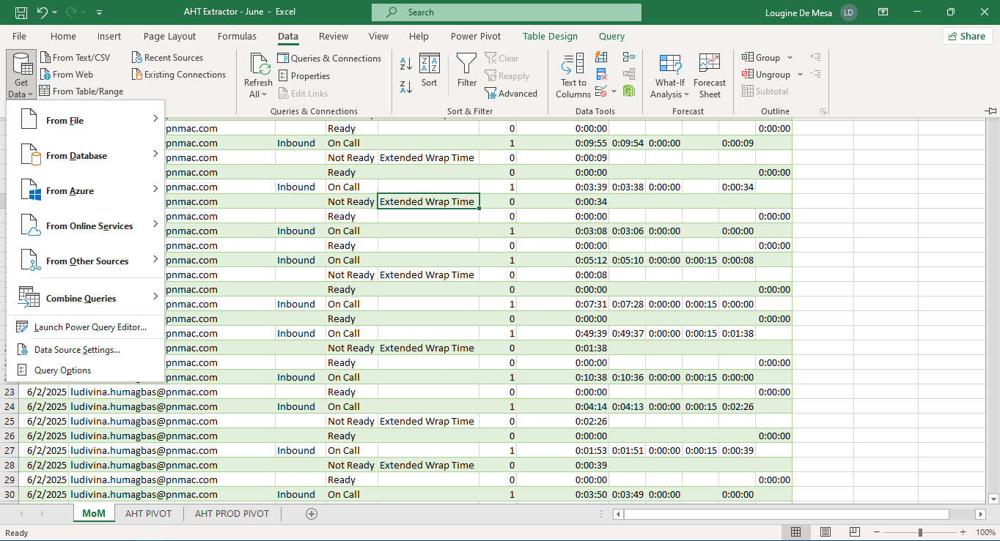 AHT Extractor - June - Excel
Search
Lougine De Mesa LD
File Home Insert Page Layout Formulas Data Review View Help Power Pivot Table Design Query Share
Get Data
From Text/CSV
From Web
From Table/Range
Recent Sources
Existing Connections
Refresh All
Queries & Connections
Properties
Edit Links
Queries & Connections
Sort
Filter
Clear
Reapply
Advanced
Sort & Filter
Text to Columns
Data Tools
What-If Analysis
Forecast Sheet
Forecast
Group
Ungroup
Subtotal
Outline
From File
From Database
From Azure
From Online Services
From Other Sources
Combine Queries
Launch Power Query Editor...
Data Source Settings...
Query Options
pnmac.com Ready 0 0:00:00 0:00:00
pnmac.com Inbound On Call 1 0:09:55 0:09:54 0:00:00 0:00:09
pnmac.com Not Ready Extended Wrap Time 0 0:00:09
pnmac.com Ready 0 0:00:00 0:00:00
pnmac.com Inbound On Call 1 0:03:39 0:03:38 0:00:00 0:00:34
pnmac.com Not Ready Extended Wrap Time 0 0:00:34
pnmac.com Ready 0 0:00:00 0:00:00
pnmac.com Inbound On Call 1 0:03:08 0:03:06 0:00:00 0:00:00
pnmac.com Ready 0 0:00:00 0:00:00
pnmac.com Inbound On Call 1 0:05:12 0:05:10 0:00:00 0:00:15 0:00:08
pnmac.com Not Ready Extended Wrap Time 0 0:00:08
pnmac.com Ready 0 0:00:00 0:00:00
pnmac.com Inbound On Call 1 0:07:31 0:07:28 0:00:00 0:00:15 0:00:00
pnmac.com Ready 0 0:00:00 0:00:00
pnmac.com Inbound On Call 1 0:49:39 0:49:37 0:00:00 0:00:15 0:01:38
pnmac.com Not Ready Extended Wrap Time 0 0:01:38
pnmac.com Ready 0 0:00:00 0:00:00
pnmac.com Inbound On Call 1 0:10:38 0:10:36 0:00:00 0:00:15 0:00:00
23 6/2/2025 ludivina.humagbas@pnmac.com Ready 0 0:00:00 0:00:00
24 6/2/2025 ludivina.humagbas@pnmac.com Inbound On Call 1 0:04:14 0:04:13 0:00:00 0:00:15 0:02:26
25 6/2/2025 ludivina.humagbas@pnmac.com Not Ready Extended Wrap Time 0 0:02:26
26 6/2/2025 ludivina.humagbas@pnmac.com Ready 0 0:00:00 0:00:00
27 6/2/2025 ludivina.humagbas@pnmac.com Inbound On Call 1 0:01:53 0:01:51 0:00:00 0:00:15 0:00:39
28 6/2/2025 ludivina.humagbas@pnmac.com Not Ready Extended Wrap Time 0 0:00:39
29 6/2/2025 ludivina.humagbas@pnmac.com Ready 0 0:00:00 0:00:00
30 6/2/2025 ludivina.humagbas@pnmac.com Inbound On Call 1 0:03:50 0:03:49 0:00:00 0:00:00
MoM AHT PIVOT AHT PROD PIVOT
Ready 100%